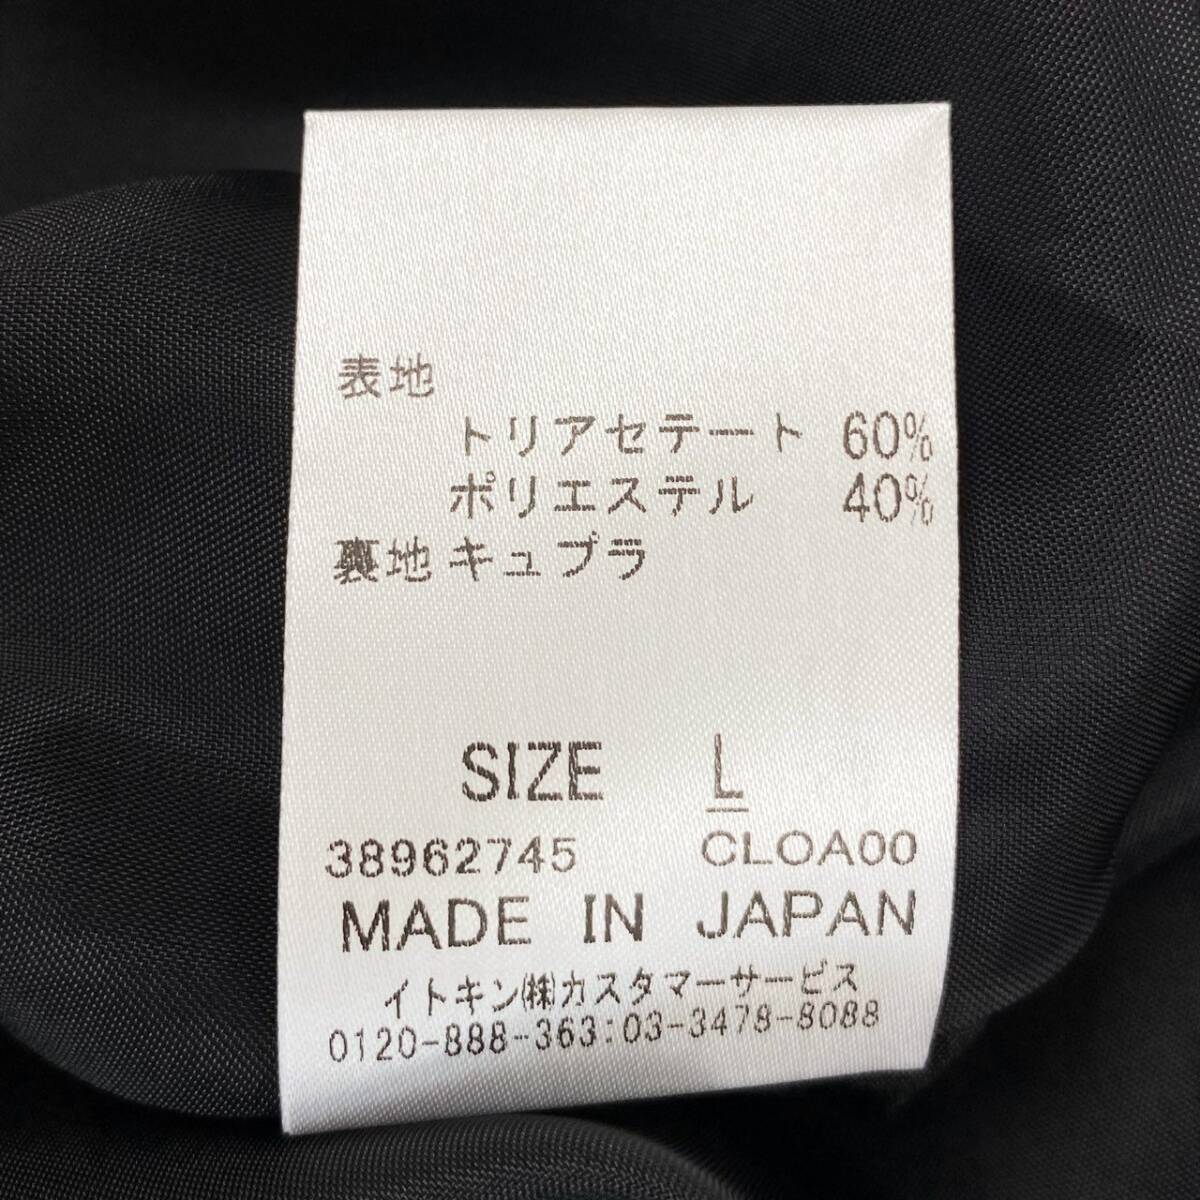 表地
トリアセテート 60%
ポリエステル 40%
裏地 キュプラ
SIZE L
38962745 CLOA00
MADE IN JAPAN
イトキン㈱カスタマーサービス
0120-888-363:03-3478-8088